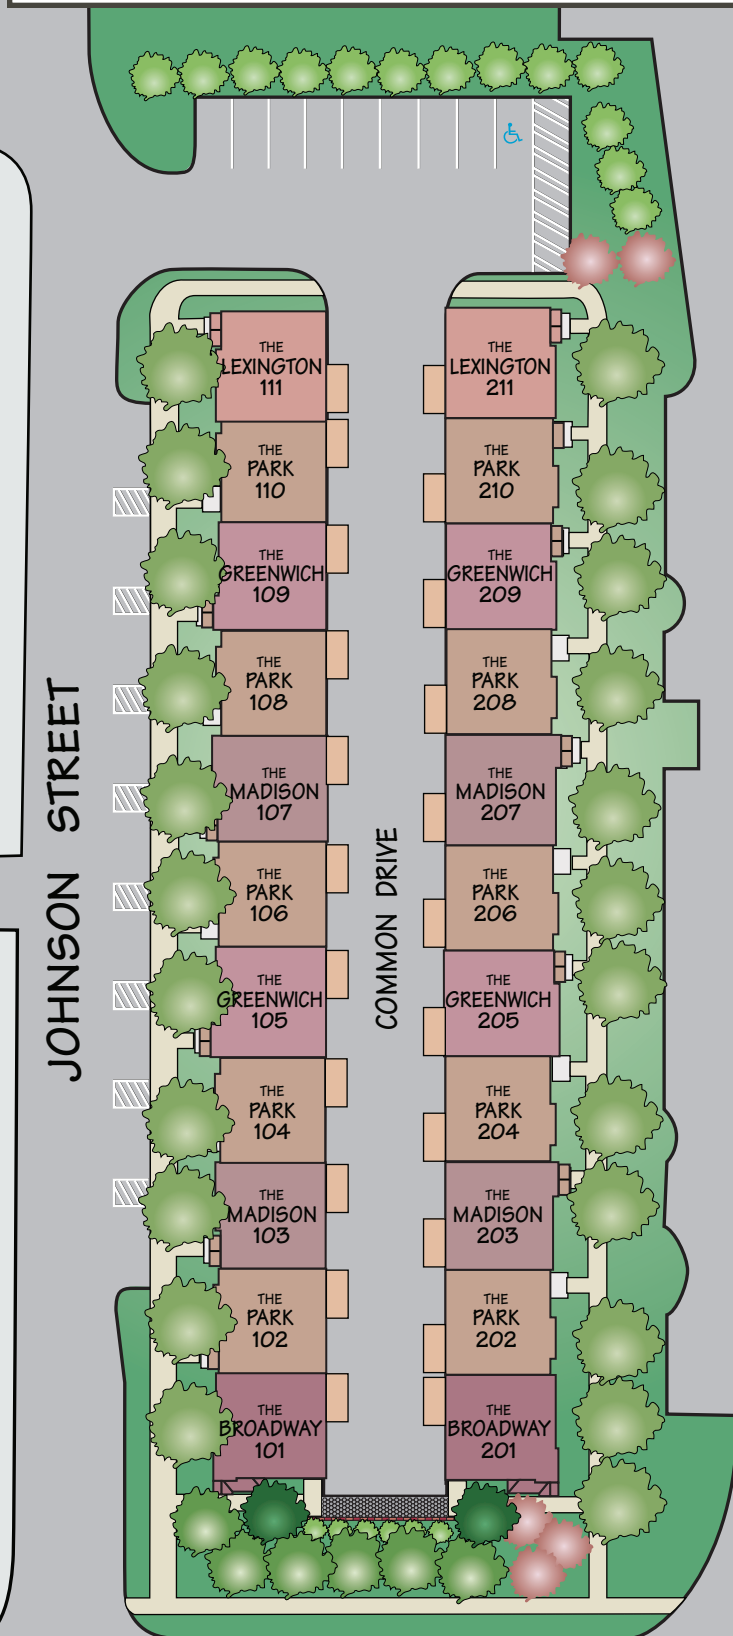 THE
LEXINGTON
111
THE
PARK
110
THE
GREENWICH
109
THE
PARK
108
THE
MADISON
107
THE
PARK
106
THE
GREENWICH
105
THE
PARK
104
THE
MADISON
103
THE
PARK
102
THE
BROADWAY
101
THE
LEXINGTON
211
THE
PARK
210
THE
GREENWICH
209
THE
PARK
208
THE
MADISON
207
THE
PARK
206
THE
GREENWICH
205
THE
PARK
204
THE
MADISON
203
THE
PARK
202
THE
BROADWAY
201
JOHNSON STREET
COMMON DRIVE